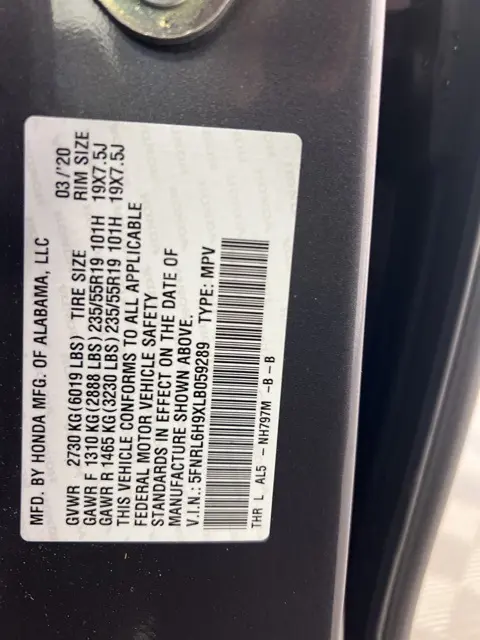 MFD. BY HONDA MFG. OF ALABAMA, LLC 03/'20
GVWR 2730 KG (6019 LBS) TIRE SIZE RIM SIZE
GAWR F 1310 KG (2888 LBS) 235/55R19 101H 19X7.5J
GAWR R 1465 KG (3230 LBS) 235/55R19 101H 19X7.5J
THIS VEHICLE CONFORMS TO ALL APPLICABLE
FEDERAL MOTOR VEHICLE SAFETY
STANDARDS IN EFFECT ON THE DATE OF
MANUFACTURE SHOWN ABOVE.
V.I.N.:5FNRL6H9XLB059289 TYPE: MPV
THR L AL5 -NH797M -B -B